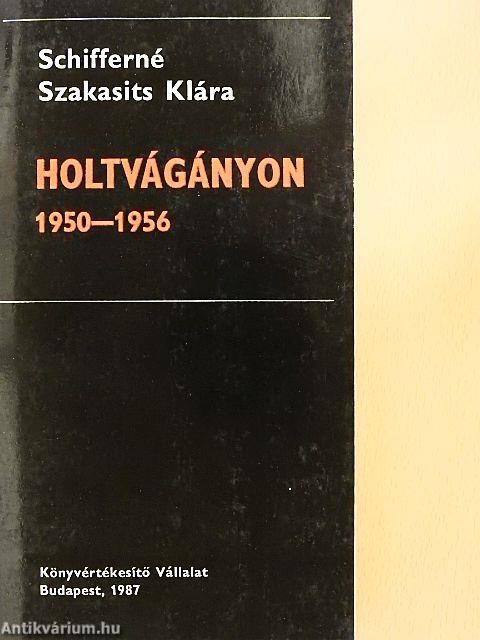 Schifferné
Szakasits Klára
HOLTVÁGÁNYON
1950—1956
Könyvértékesítő Vállalat
Budapest, 1987
Antikvárium.hu